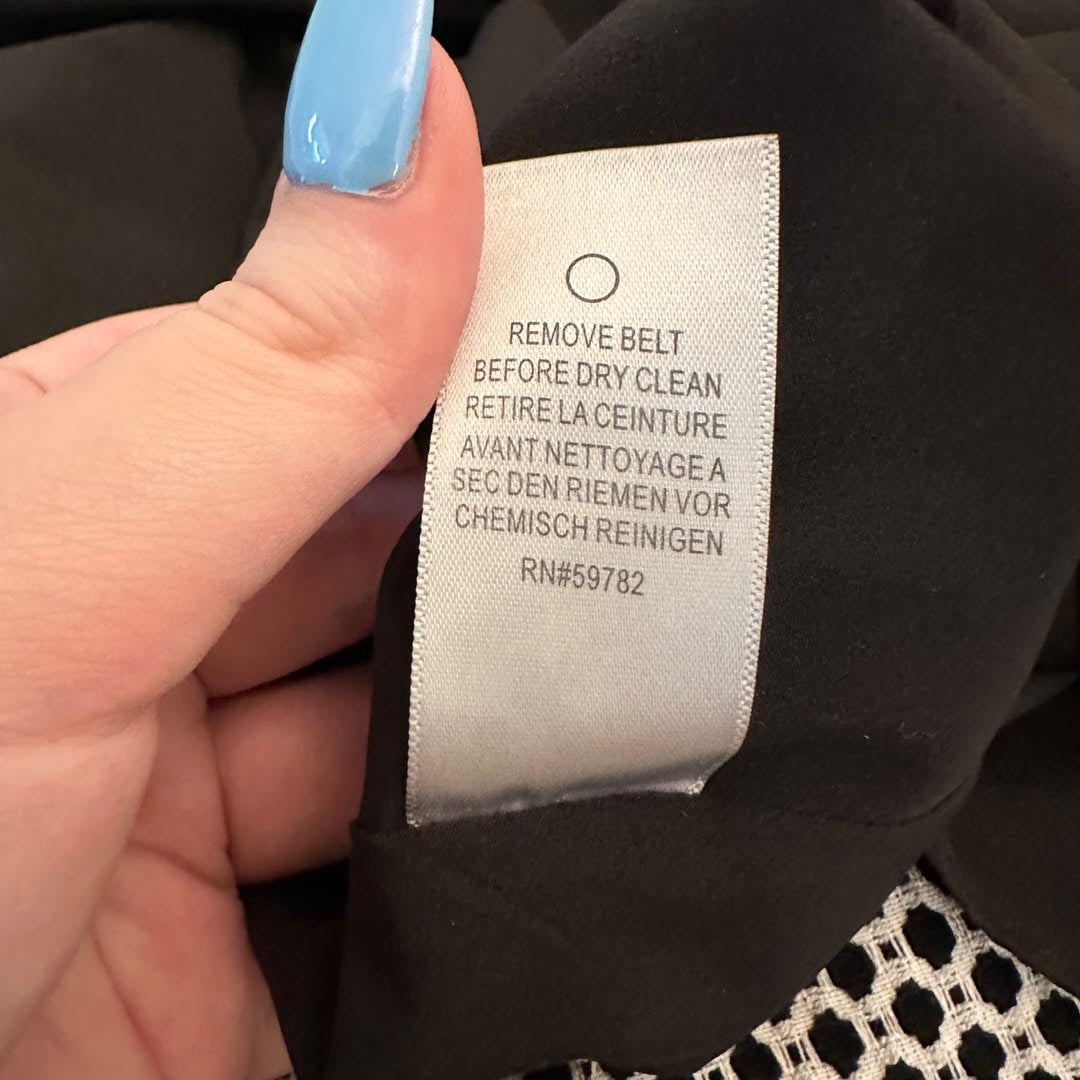 REMOVE BELT
BEFORE DRY CLEAN
RETIRE LA CEINTURE
AVANT NETTOYAGE A
SEC DEN RIEMEN VOR
CHEMISCH REINIGEN
RN#59782